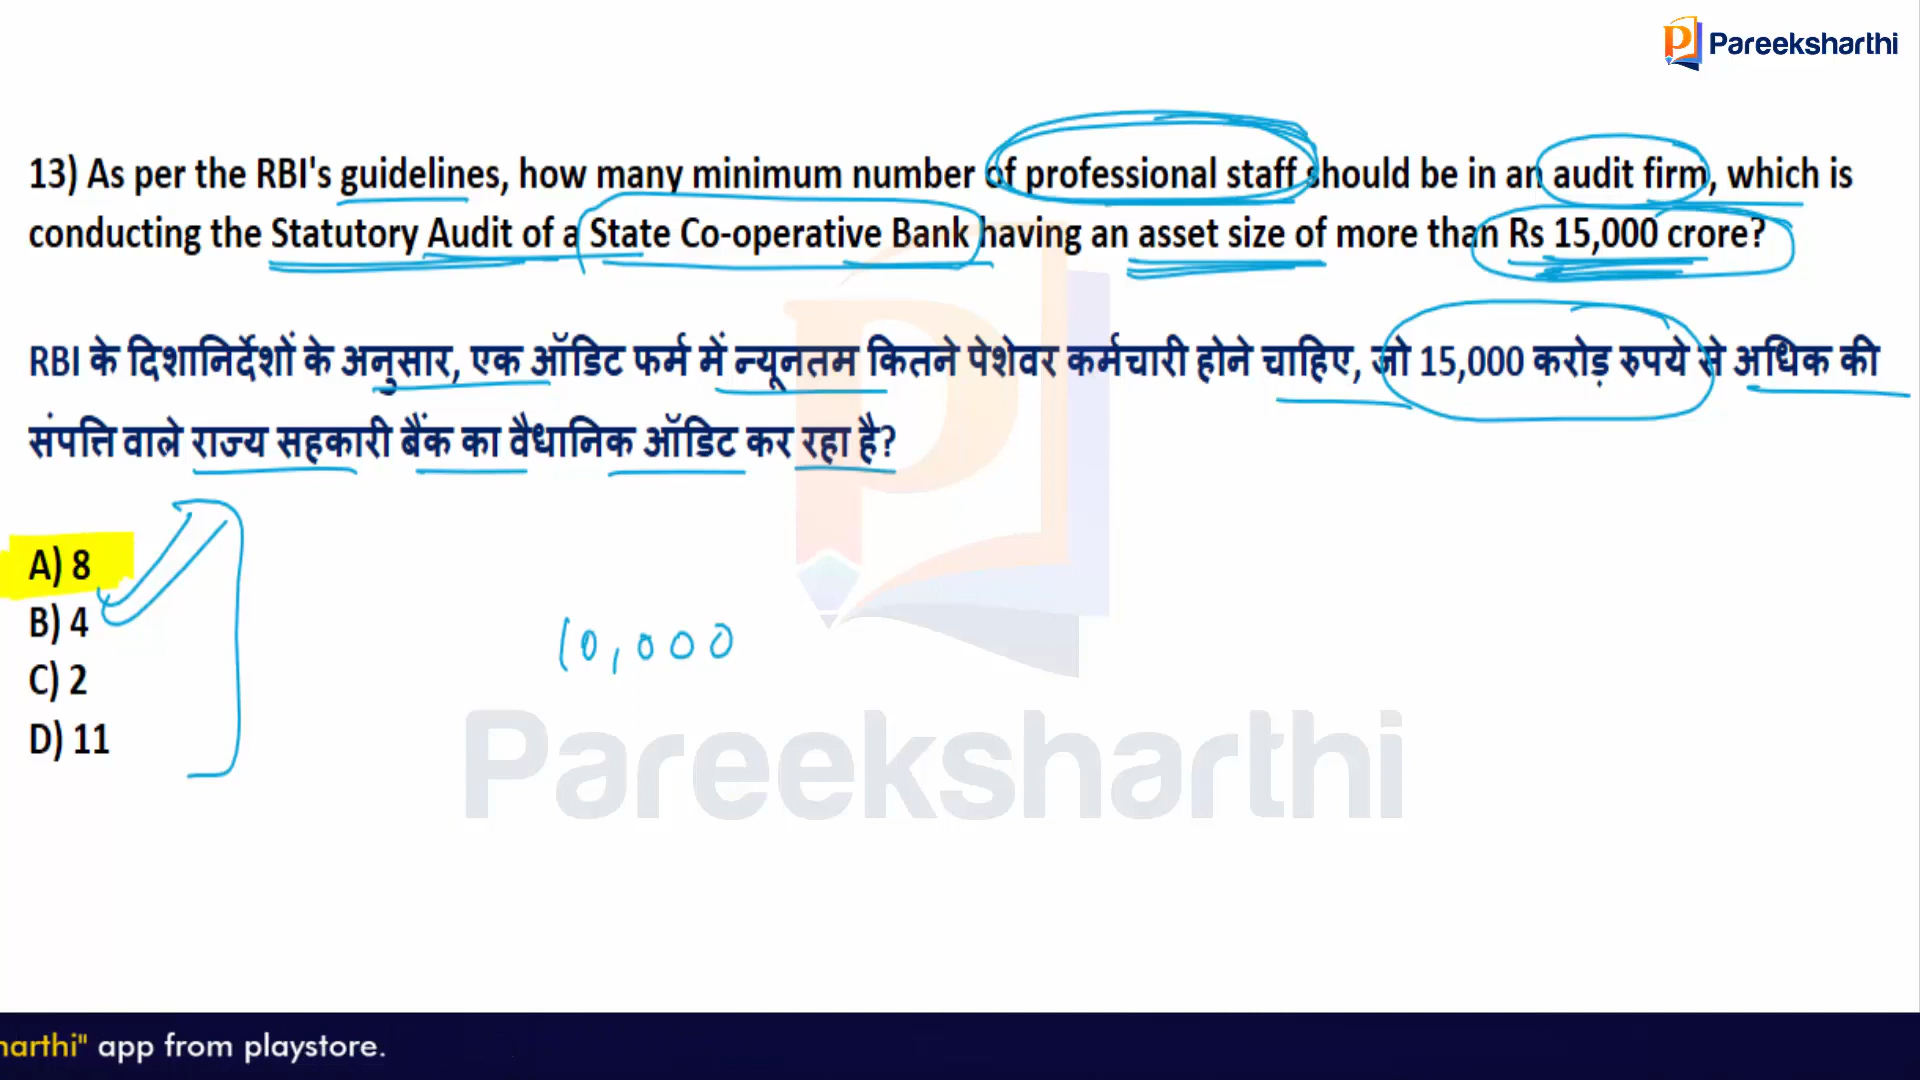 Pareeksharthi
13) As per the RBI's guidelines, how many minimum number of professional staff should be in an audit firm, which is
conducting the Statutory Audit of a State Co-operative Bank having an asset size of more than Rs 15,000 crore?
RBI के दिशानिर्देशों के अनुसार, एक ऑडिट फर्म में न्यूनतम कितने पेशेवर कर्मचारी होने चाहिए, जो 15,000 करोड़ रुपये से अधिक की
संपत्ति वाले राज्य सहकारी बैंक का वैधानिक ऑडिट कर रहा है?
A) 8
B) 4
C) 2
D) 11
10,000
Pareeksharthi
harthi" app from playstore.